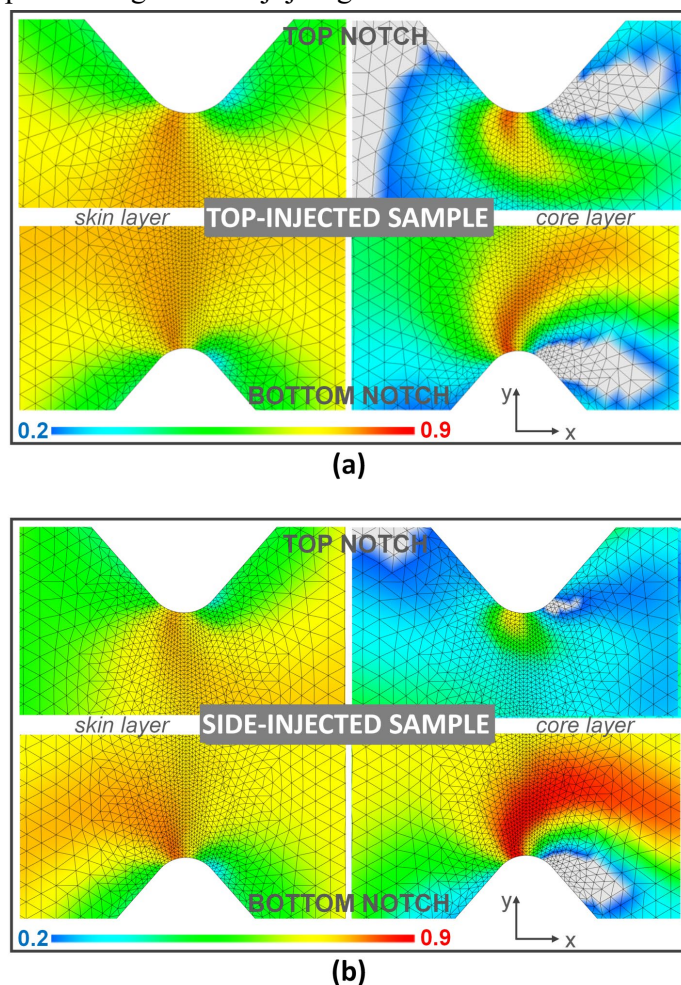 TOP NOTCH
skin layer
TOP-INJECTED SAMPLE
core layer
BOTTOM NOTCH
y
x
0.2
0.9
(a)
TOP NOTCH
skin layer
SIDE-INJECTED SAMPLE
core layer
BOTTOM NOTCH
y
x
0.2
0.9
(b)